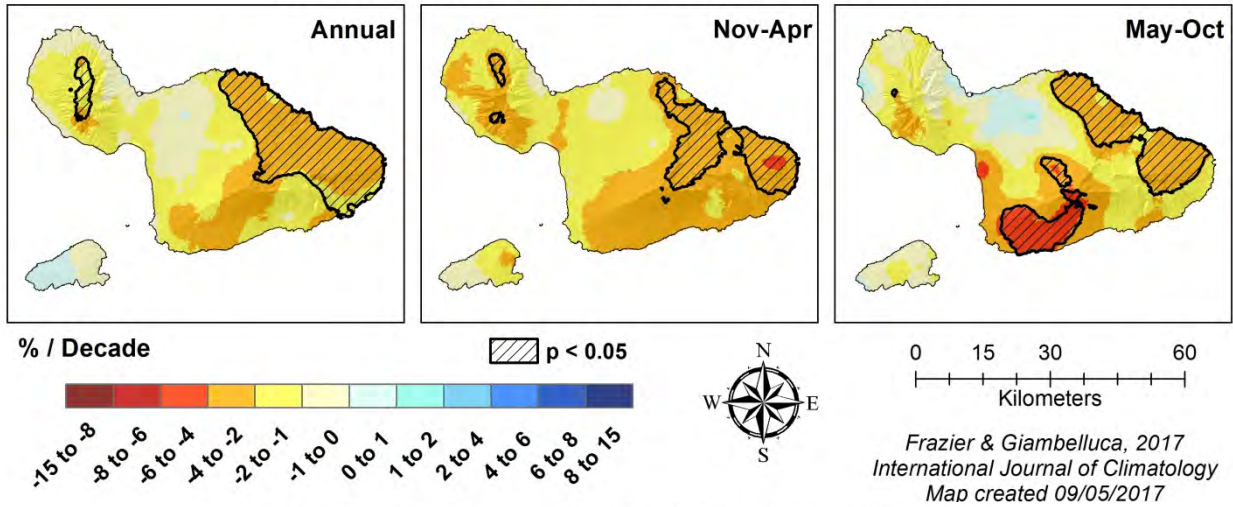 Annual
Nov-Apr
May-Oct
% / Decade
p < 0.05
-15 to -8
-8 to -6
-6 to -4
-4 to -2
-2 to -1
-1 to 0
0 to 1
1 to 2
2 to 4
4 to 6
6 to 8
8 to 15
N
W E
S
0 15 30 60
Kilometers
Frazier & Giambelluca, 2017
International Journal of Climatology
Map created 09/05/2017